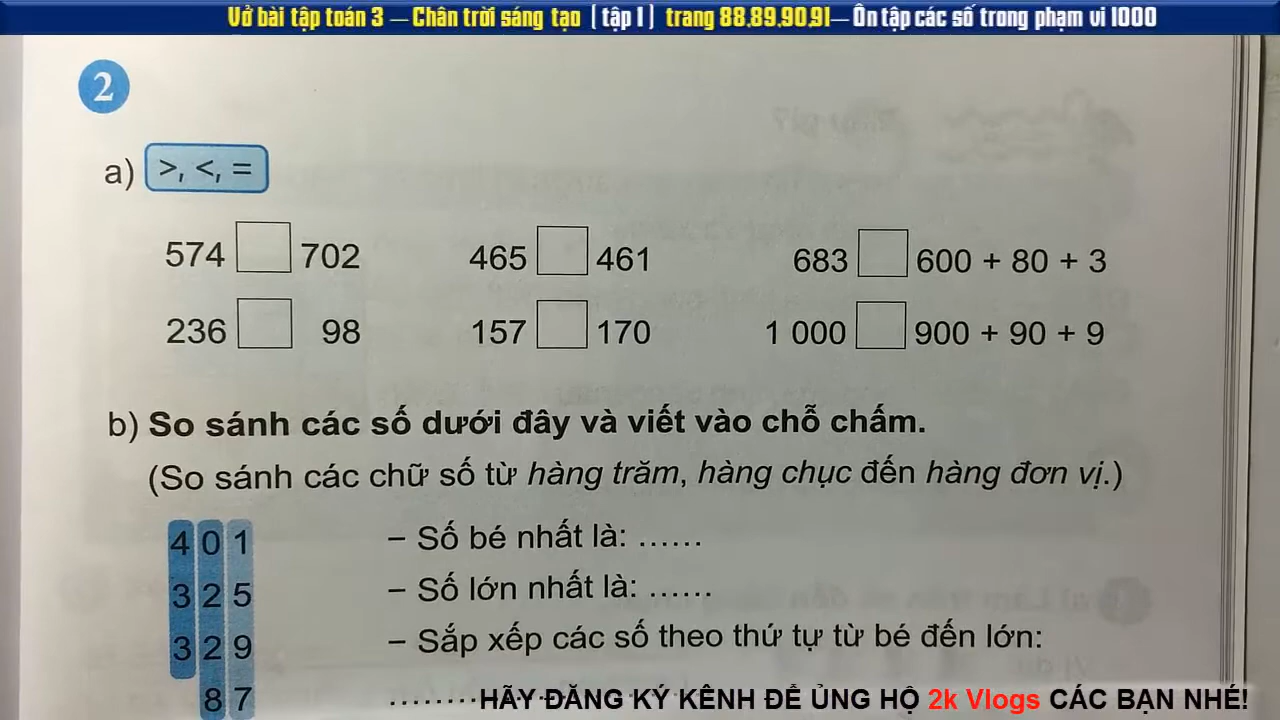 Vở bài tập toán 3 – Chân trời sáng tạo (tập 1) trang 88,89,90,91– Ôn tập các số trong phạm vi 1000
2
a) >, <, =
574 702 465 461 683 600 + 80 + 3
236 98 157 170 1 000 900 + 90 + 9
b) So sánh các số dưới đây và viết vào chỗ chấm.
(So sánh các chữ số từ hàng trăm, hàng chục đến hàng đơn vị.)
401 – Số bé nhất là: ......
325 – Số lớn nhất là: ......
329 – Sắp xếp các số theo thứ tự từ bé đến lớn:
87 ........HÃY ĐĂNG KÝ KÊNH ĐỂ ỦNG HỘ 2k Vlogs CÁC BẠN NHÉ!